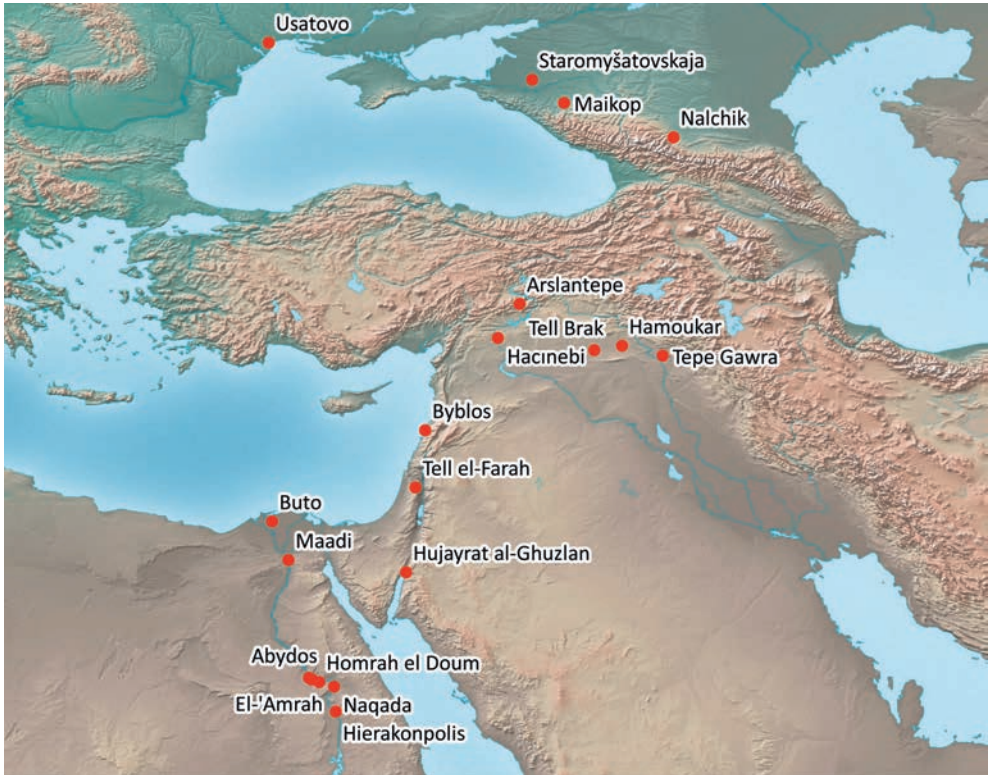 Usatovo
Staromyšatovskaja
Maikop
Nalchik
Arslantepe
Tell Brak
Hamoukar
Hacınebi
Tepe Gawra
Byblos
Tell el-Farah
Buto
Maadi
Hujayrat al-Ghuzlan
Abydos
Homrah el Doum
El-'Amrah
Naqada
Hierakonpolis